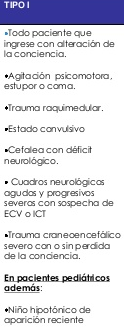 TIPO I
•Todo paciente que
ingrese con alteración de
la conciencia.
•Agitación psicomotora,
estupor o coma.
•Trauma raquimedular.
•Estado convulsivo
•Cefalea con déficit
neurológico.
• Cuadros neurológicos
agudos y progresivos
severos con sospecha de
ECV o ICT
•Trauma craneoencefálico
severo con o sin perdida
de la conciencia.
En pacientes pediátricos
además:
•Niño hipotónico de
aparición reciente